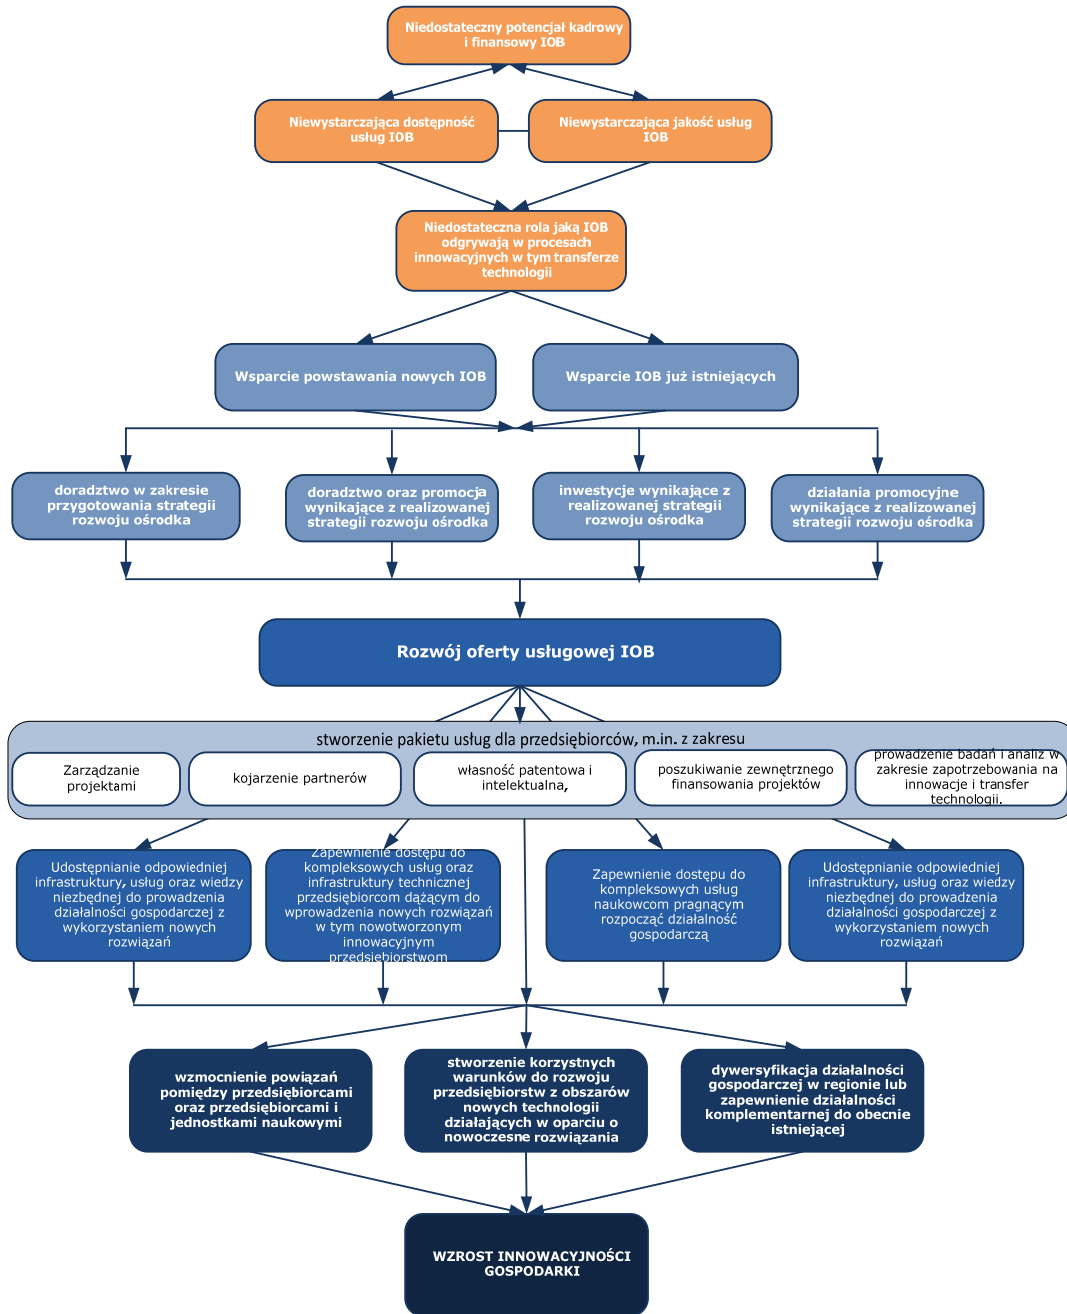 Niedostateczny potencjał kadrowy
i finansowy IOB
Niewystarczająca dostępność
usług IOB
Niewystarczająca jakość usług
IOB
Niedostateczna rola jaką IOB
odgrywają w procesach
innowacyjnych w tym transferze
technologii
Wsparcie powstawania nowych IOB
Wsparcie IOB już istniejących
doradztwo w zakresie
przygotowania strategii
rozwoju ośrodka
doradztwo oraz promocja
wynikające z realizowanej
strategii rozwoju ośrodka
inwestycje wynikające z
realizowanej strategii
rozwoju ośrodka
działania promocyjne
wynikające z realizowanej
strategii rozwoju ośrodka
Rozwój oferty usługowej IOB
stworzenie pakietu usług dla przedsiębiorców, m.in. z zakresu
Zarządzanie
projektami
kojarzenie partnerów
własność patentowa i
intelektualna,
poszukiwanie zewnętrznego
finansowania projektów
prowadzenie badań i analiz w
zakresie zapotrzebowania na
innowacje i transfer
technologii.
Udostępnianie odpowiedniej
infrastruktury, usług oraz wiedzy
niezbędnej do prowadzenia
działalności gospodarczej z
wykorzystaniem nowych
rozwiązań
Zapewnienie dostępu do
kompleksowych usług oraz
infrastruktury technicznej
przedsiębiorcom dążącym do
wprowadzenia nowych rozwiązań
w tym nowotworzonym
innowacyjnym
przedsiębiorstwom
Zapewnienie dostępu do
kompleksowych usług
naukowcom pragnącym
rozpocząć działalność
gospodarczą
Udostępnianie odpowiedniej
infrastruktury, usług oraz wiedzy
niezbędnej do prowadzenia
działalności gospodarczej z
wykorzystaniem nowych
rozwiązań
wzmocnienie powiązań
pomiędzy przedsiębiorcami
oraz przedsiębiorcami i
jednostkami naukowymi
stworzenie korzystnych
warunków do rozwoju
przedsiębiorstw z obszarów
nowych technologii
działających w oparciu o
nowoczesne rozwiązania
dywersyfikacja działalności
gospodarczej w regionie lub
zapewnienie działalności
komplementarnej do obecnie
istniejącej
WZROST INNOWACYJNOŚCI
GOSPODARKI